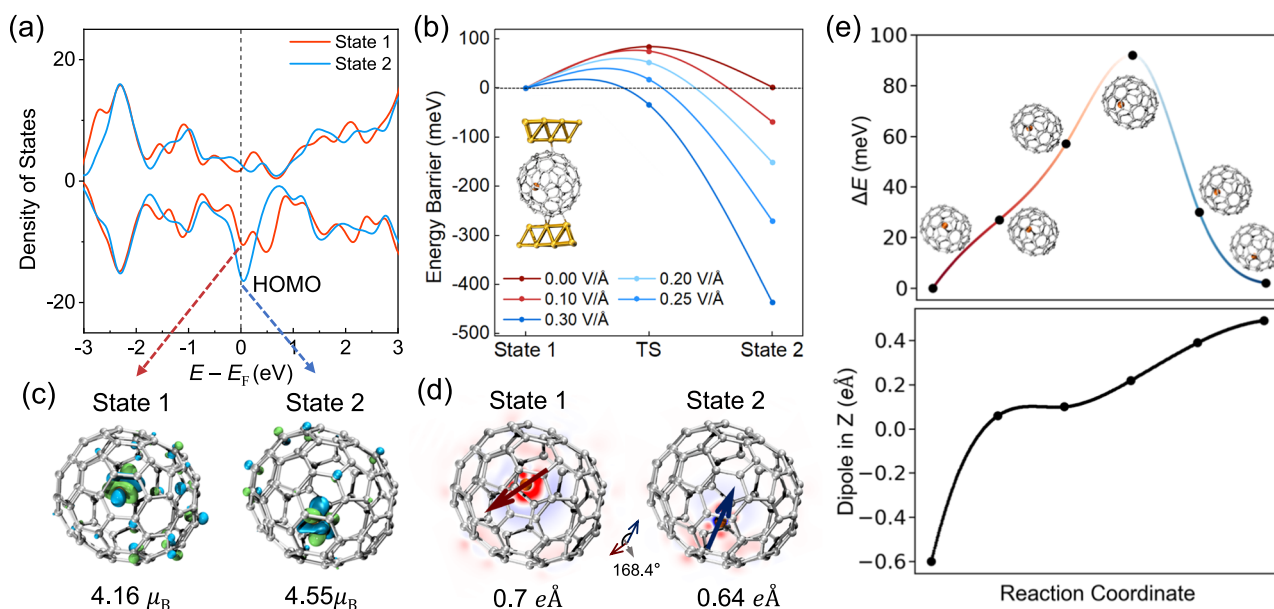 (a)
State 1
State 2
20
0
-20
Density of States
HOMO
-3 -2 -1 0 1 2 3
E − E_F (eV)
(b)
100
0
-100
-200
-300
-400
-500
Energy Barrier (meV)
0.00 V/Å
0.10 V/Å
0.30 V/Å
0.20 V/Å
0.25 V/Å
State 1 TS State 2
(c)
State 1 State 2
4.16 μ_B 4.55μ_B
(d)
State 1 State 2
168.4°
0.7 eÅ 0.64 eÅ
(e)
100
80
60
40
20
0
ΔE (meV)
0.4
0.2
0.0
−0.2
−0.4
−0.6
Dipole in Z (eÅ)
Reaction Coordinate